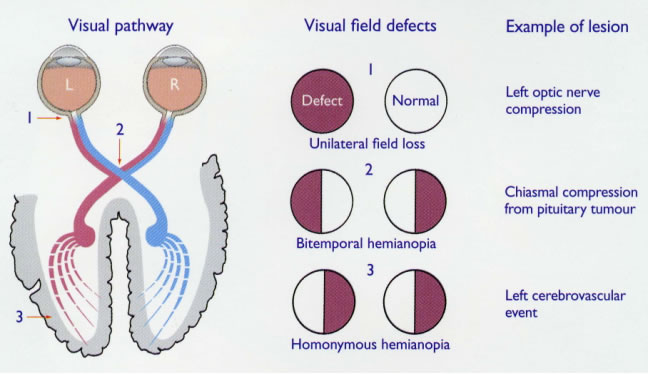 Visual pathway
Visual field defects
Example of lesion
L
R
1
2
3
1
Defect
Normal
Unilateral field loss
Left optic nerve
compression
2
Bitemporal hemianopia
Chiasmal compression
from pituitary tumour
3
Homonymous hemianopia
Left cerebrovascular
event